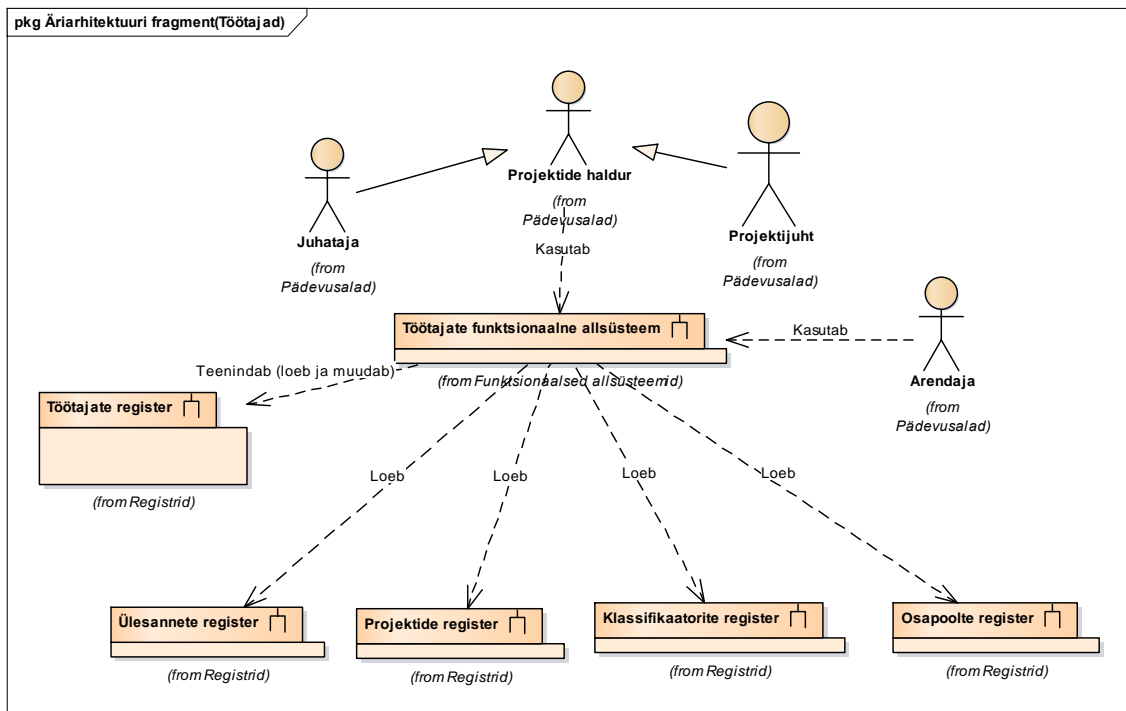 pkg Äriarhitektuuri fragment(Töötajad)
Projektide haldur
(from
Pädevusalad)
Juhataja
(from
Pädevusalad)
Projektijuht
(from
Pädevusalad)
Kasutab
Töötajate funktsionaalne allsüsteem
(from Funktsionaalsed allsüsteemid)
Kasutab
Arendaja
(from
Pädevusalad)
Teenindab (loeb ja muudab)
Töötajate register
(from Registrid)
Loeb
Loeb
Loeb
Loeb
Ülesannete register
(from Registrid)
Projektide register
(from Registrid)
Klassifikaatorite register
(from Registrid)
Osapoolte register
(from Registrid)